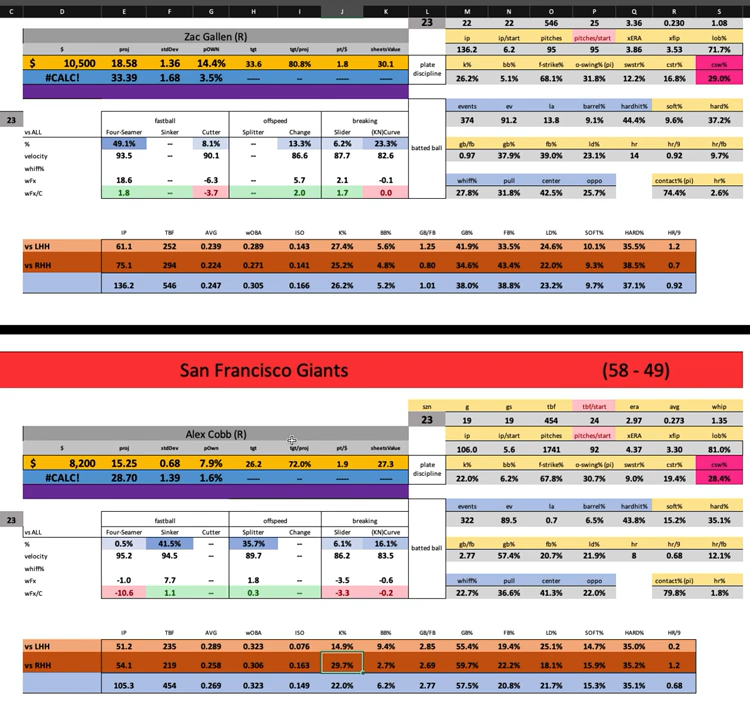 C D E F G H I J K L M N O P Q R S
23 22 22 546 25 3.36 0.230 1.08
Zac Gallen (R) ip ip/start pitches pitches/start xERA xfip lob%
136.2 6.2 95 95 3.86 3.53 71.7%
$ proj stdDev pOWN tgt tgt/proj pt/$ sheetsValue
$ 10,500 18.58 1.36 14.4% 33.6 80.8% 1.8 30.1 plate discipline k% bb% f-strike% o-swing% (pi) swstr% cstr% csw%
#CALC! 33.39 1.68 3.5% ----- ----- -- ----- 26.2% 5.1% 68.1% 31.8% 12.2% 16.8% 29.0%
events ev la barrel% hardhit% soft% hard%
23 fastball offspeed breaking 374 91.2 13.8 9.1% 44.4% 9.6% 37.2%
vs ALL Four-Seamer Sinker Cutter Splitter Change Slider (KN)Curve
% 49.1% -- 8.1% -- 13.3% 6.2% 23.3% batted ball gb/fb gb% fb% ld% hr hr/9 hr/fb
velocity 93.5 -- 90.1 -- 86.6 87.7 82.6 0.97 37.9% 39.0% 23.1% 14 0.92 9.7%
whiff%
wFx 18.6 -- -6.3 -- 5.7 2.1 -0.1 whiff% pull center oppo contact% (pi) hr%
wFx/C 1.8 -- -3.7 -- 2.0 1.7 0.0 27.8% 31.8% 42.5% 25.7% 74.4% 2.6%
IP TBF AVG wOBA ISO K% BB% GB/FB GB% FB% LD% SOFT% HARD% HR/9
vs LHH 61.1 252 0.239 0.289 0.143 27.4% 5.6% 1.25 41.9% 33.5% 24.6% 10.1% 35.5% 1.2
vs RHH 75.1 294 0.224 0.271 0.141 25.2% 4.8% 0.80 34.6% 43.4% 22.0% 9.3% 38.5% 0.7
136.2 546 0.247 0.305 0.166 26.2% 5.2% 1.01 38.0% 38.8% 23.2% 9.7% 37.1% 0.92
San Francisco Giants (58 - 49)
szn g gs tbf tbf/start era avg whip
23 19 19 454 24 2.97 0.273 1.35
Alex Cobb (R) ip ip/start pitches pitches/start xERA xfip lob%
$ proj stdDev pOwn tgt tgt/proj pt/$ sheetsValue 106.0 5.6 1741 92 4.37 3.30 81.0%
$ 8,200 15.25 0.68 7.9% 26.2 72.0% 1.9 27.3 plate discipline k% bb% f-strike% o-swing% (pi) swstr% cstr% csw%
#CALC! 28.70 1.39 1.6% ----- ----- -- ----- 22.0% 6.2% 67.8% 30.7% 9.0% 19.4% 28.4%
events ev la barrel% hardhit% soft% hard%
23 fastball offspeed breaking 322 89.5 0.7 6.5% 43.8% 15.2% 35.1%
vs ALL Four-Seamer Sinker Cutter Splitter Change Slider (KN)Curve
% 0.5% 41.5% -- 35.7% -- 6.1% 16.1% batted ball gb/fb gb% fb% ld% hr hr/9 hr/fb
velocity 95.2 94.5 -- 89.7 -- 86.2 83.5 2.77 57.4% 20.7% 21.9% 8 0.68 12.1%
whiff%
wFx -1.0 7.7 -- 1.8 -- -3.5 -0.6 whiff% pull center oppo contact% (pi) hr%
wFx/C -10.6 1.1 -- 0.3 -- -3.3 -0.2 22.7% 36.6% 41.3% 22.0% 79.8% 1.8%
IP TBF AVG wOBA ISO K% BB% GB/FB GB% FB% LD% SOFT% HARD% HR/9
vs LHH 51.2 235 0.289 0.323 0.076 14.9% 9.4% 2.85 55.4% 19.4% 25.1% 14.7% 35.0% 0.2
vs RHH 54.1 219 0.258 0.306 0.163 29.7% 2.7% 2.69 59.7% 22.2% 18.1% 15.9% 35.2% 1.2
105.3 454 0.269 0.323 0.149 22.0% 6.2% 2.77 57.5% 20.8% 21.7% 15.3% 35.1% 0.68